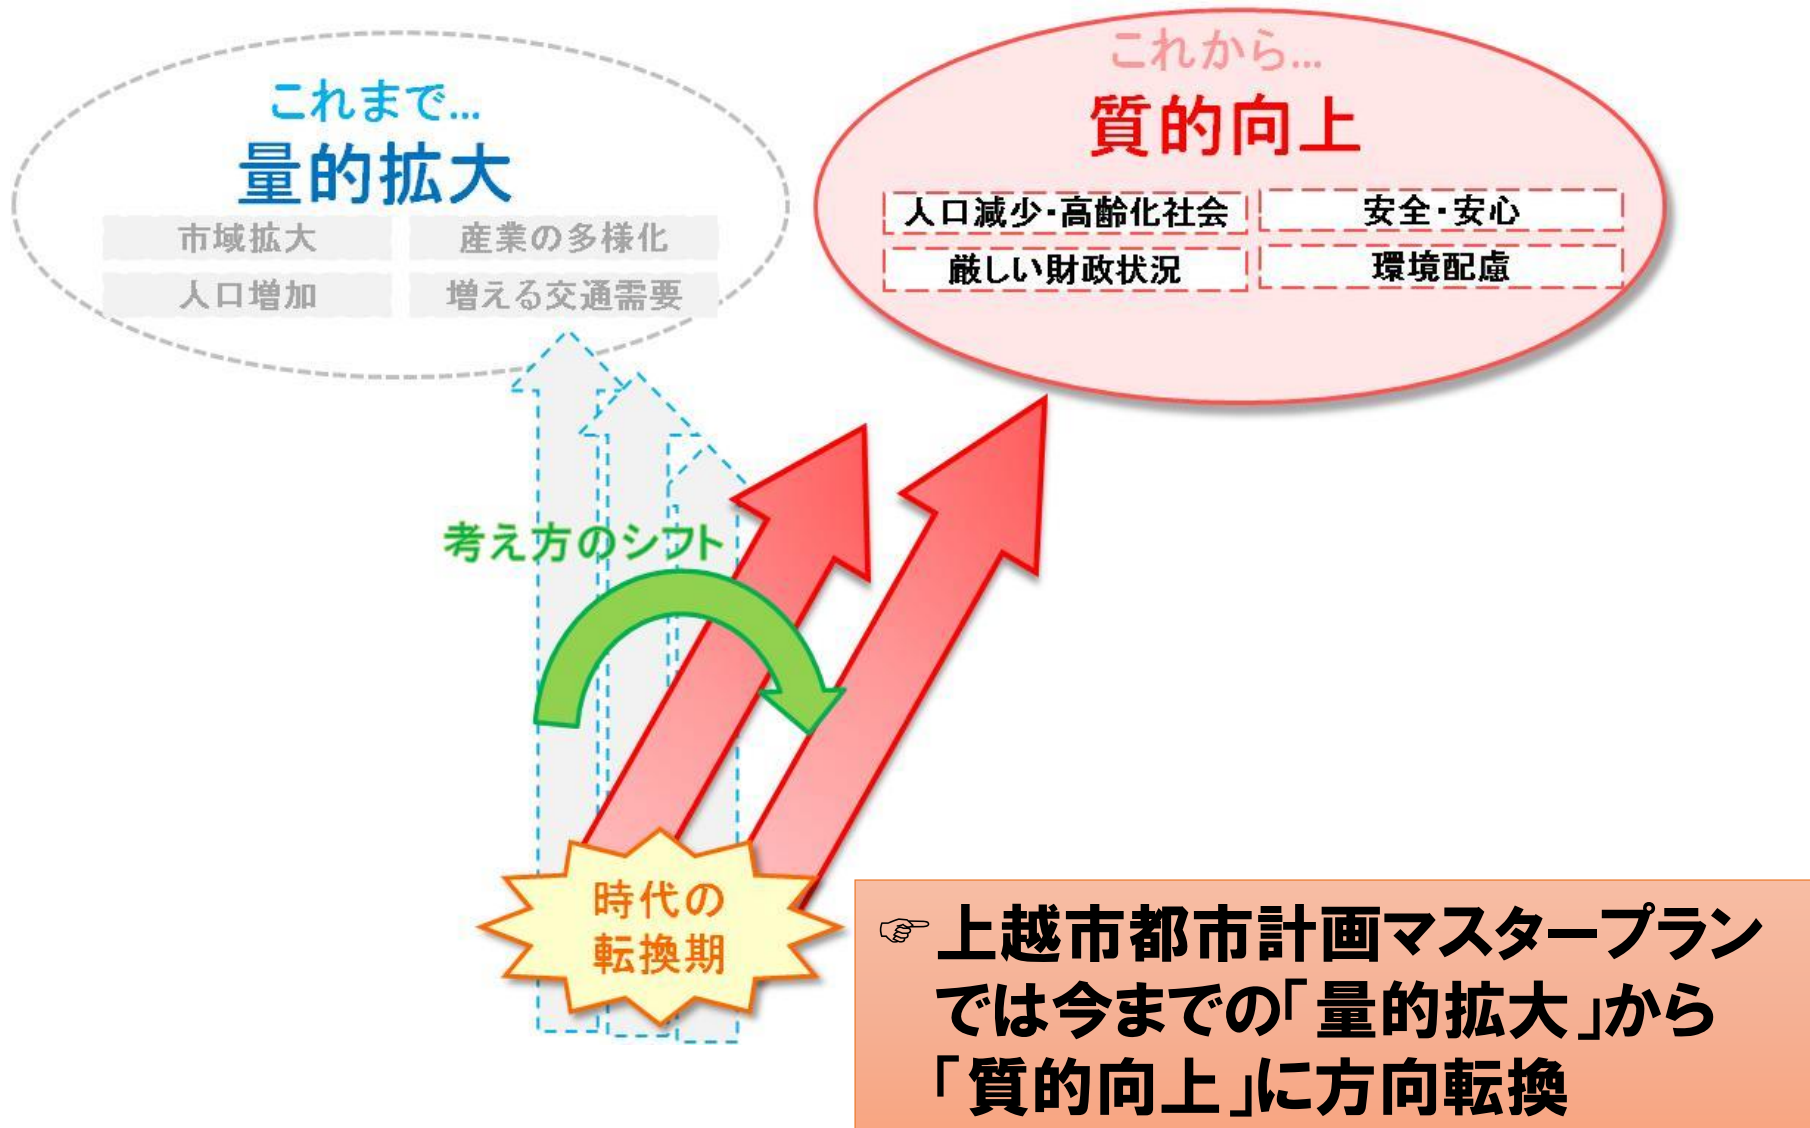 これまで...
量的拡大
市域拡大
産業の多様化
人口増加
増える交通需要
これから...
質的向上
人口減少・高齢化社会
安全・安心
厳しい財政状況
環境配慮
考え方のシフト
時代の
転換期
☞上越市都市計画マスタープラン
では今までの「量的拡大」から
「質的向上」に方向転換